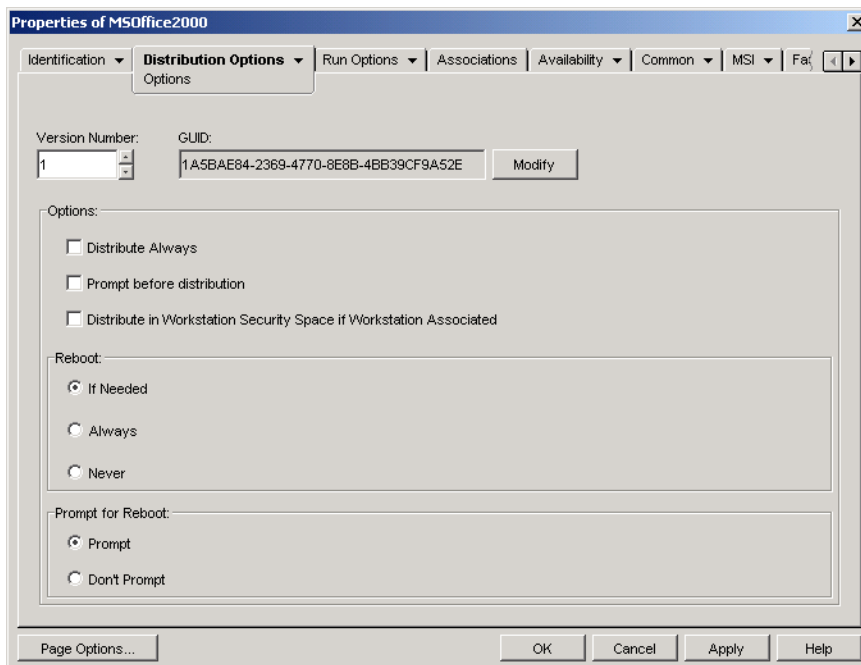 Properties of MSOffice2000
Identification Distribution Options Run Options Associations Availability Common MSI
Options
Version Number: GUID:
1 1A5BAE84-2369-4770-8E8B-4BB39CF9A52E Modify
Options:
Distribute Always
Prompt before distribution
Distribute in Workstation Security Space if Workstation Associated
Reboot:
If Needed
Always
Never
Prompt for Reboot:
Prompt
Don't Prompt
Page Options... OK Cancel Apply Help